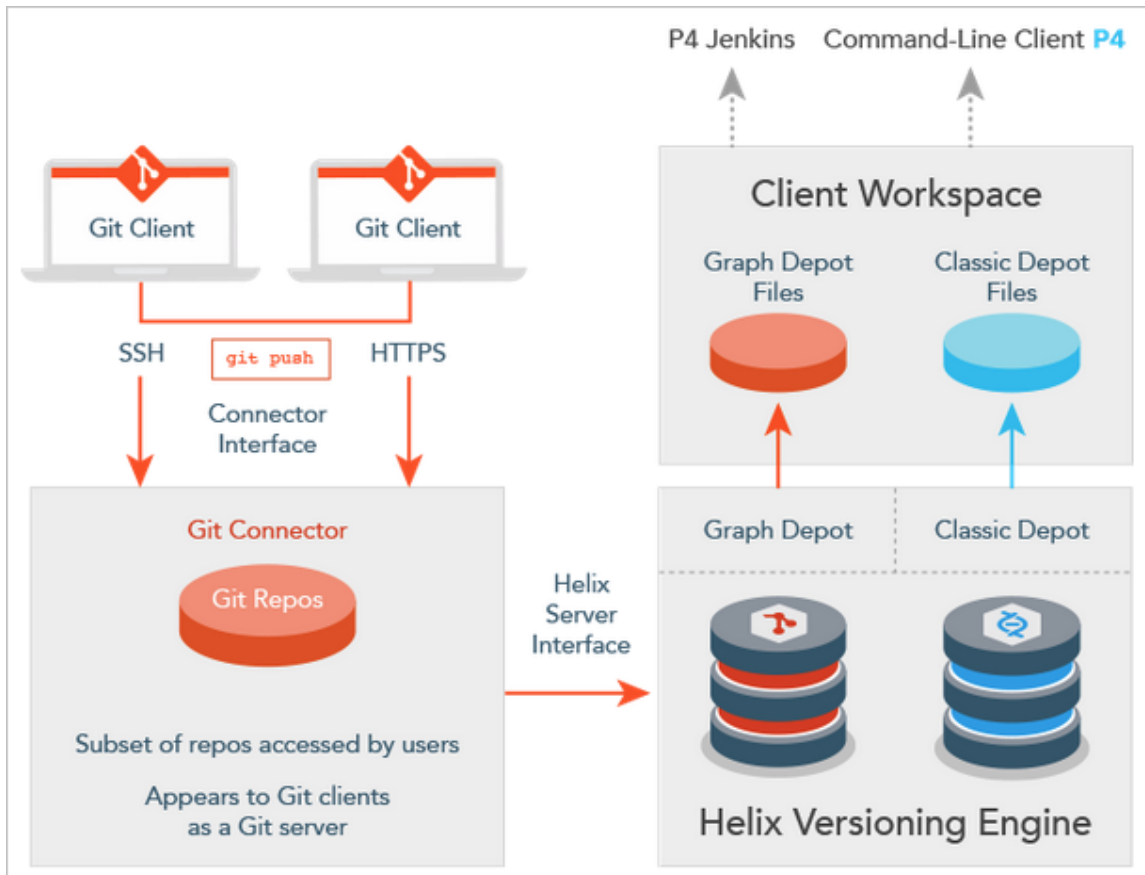 P4 Jenkins
Command-Line Client P4
Git Client
Git Client
SSH
git push
HTTPS
Connector
Interface
Git Connector
Git Repos
Subset of repos accessed by users
Appears to Git clients
as a Git server
Helix
Server
Interface
Client Workspace
Graph Depot
Files
Classic Depot
Files
Graph Depot
Classic Depot
Helix Versioning Engine